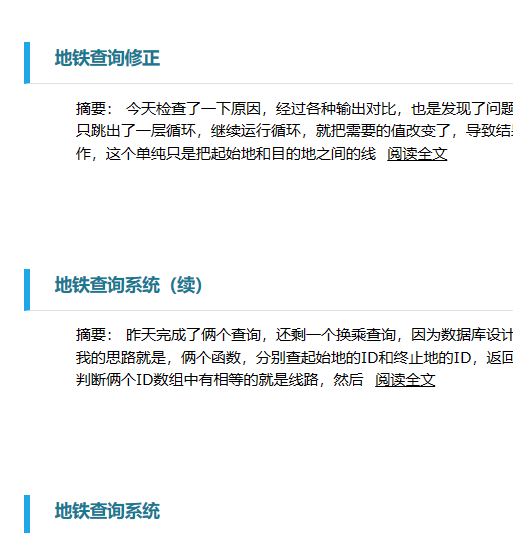 地铁查询修正
摘要： 今天检查了一下原因，经过各种输出对比，也是发现了问题
只跳出了一层循环，继续运行循环，就把需要的值改变了，导致结
作，这个单纯只是把起始地和目的地之间的线 阅读全文
地铁查询系统（续）
摘要： 昨天完成了俩个查询，还剩一个换乘查询，因为数据库设计
我的思路就是，俩个函数，分别查起始地的ID和终止地的ID，返回
判断俩个ID数组中有相等的就是线路，然后 阅读全文
地铁查询系统